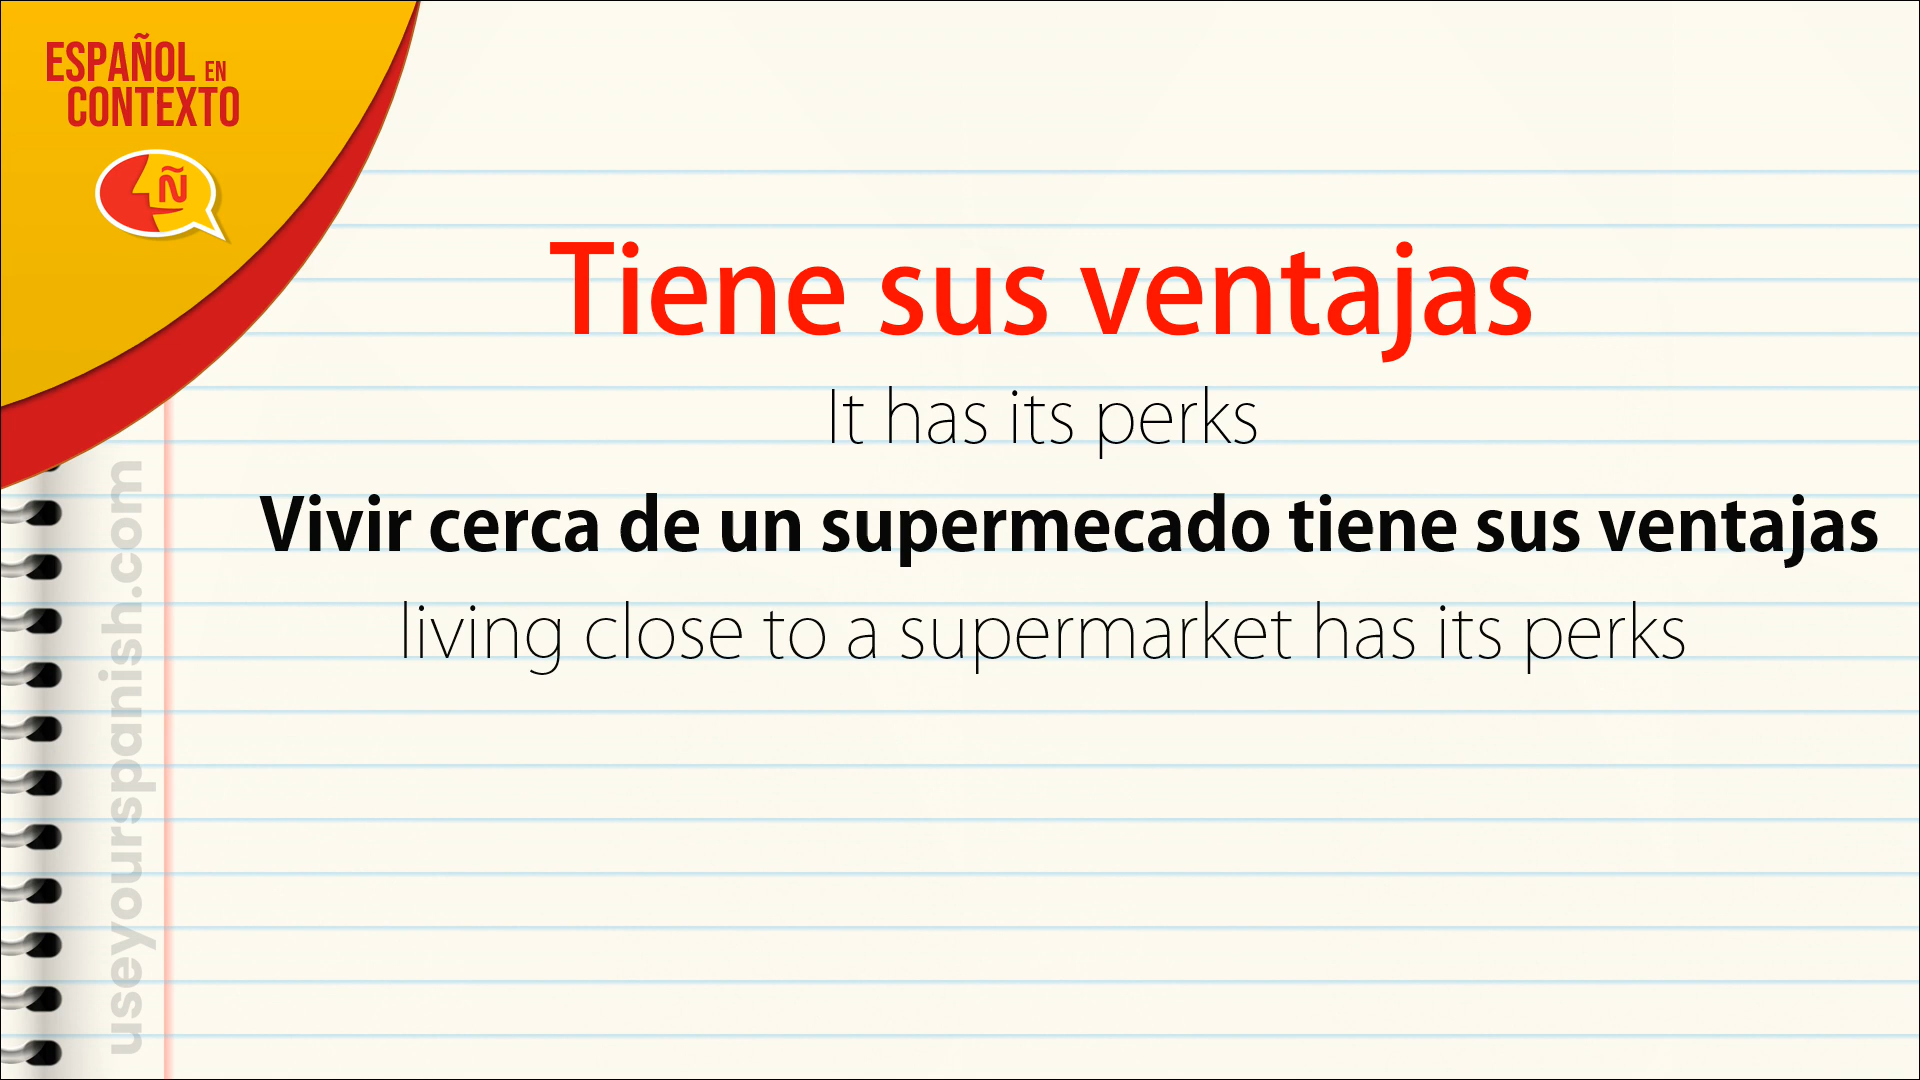 ESPAÑOL EN
CONTEXTO
Ñ
Tiene sus ventajas
It has its perks
Vivir cerca de un supermecado tiene sus ventajas
living close to a supermarket has its perks
useyourspanish.com